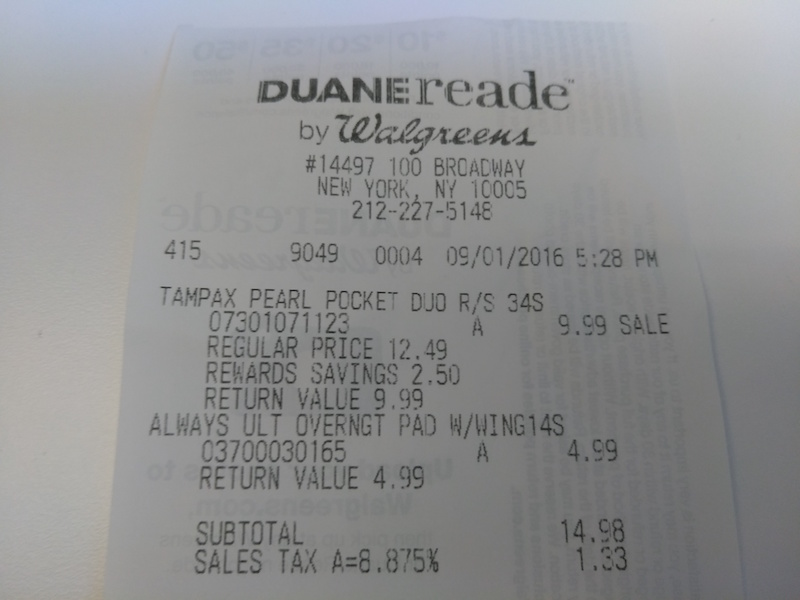 DUANEreade™
by Walgreens
#14497 100 BROADWAY
NEW YORK, NY 10005
212-227-5148
415 9049 0004 09/01/2016 5:28 PM
TAMPAX PEARL POCKET DUO R/S 34S
07301071123 A 9.99 SALE
REGULAR PRICE 12.49
REWARDS SAVINGS 2.50
RETURN VALUE 9.99
ALWAYS ULT OVERNGT PAD W/WING14S
03700030165 A 4.99
RETURN VALUE 4.99
SUBTOTAL 14.98
SALES TAX A=8.875% 1.33